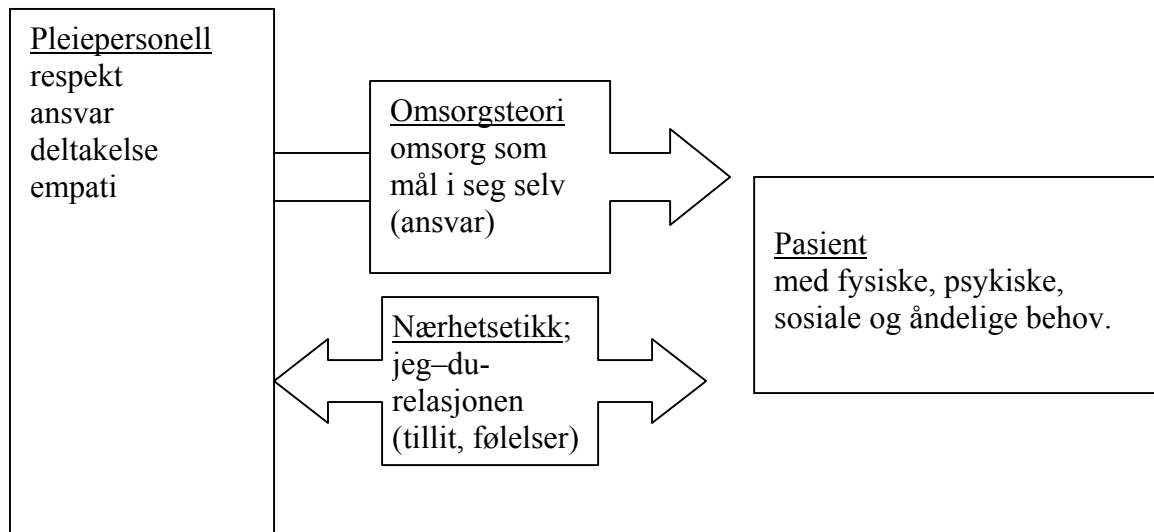 Pleiepersonell
respekt
ansvar
deltakelse
empati
Omsorgsteori
omsorg som
mål i seg selv
(ansvar)
Nærhetsetikk;
jeg–du-
relasjonen
(tillit, følelser)
Pasient
med fysiske, psykiske,
sosiale og åndelige behov.